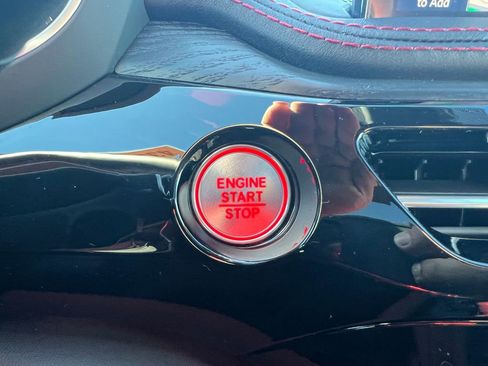 to Add
ENGINE
START
STOP